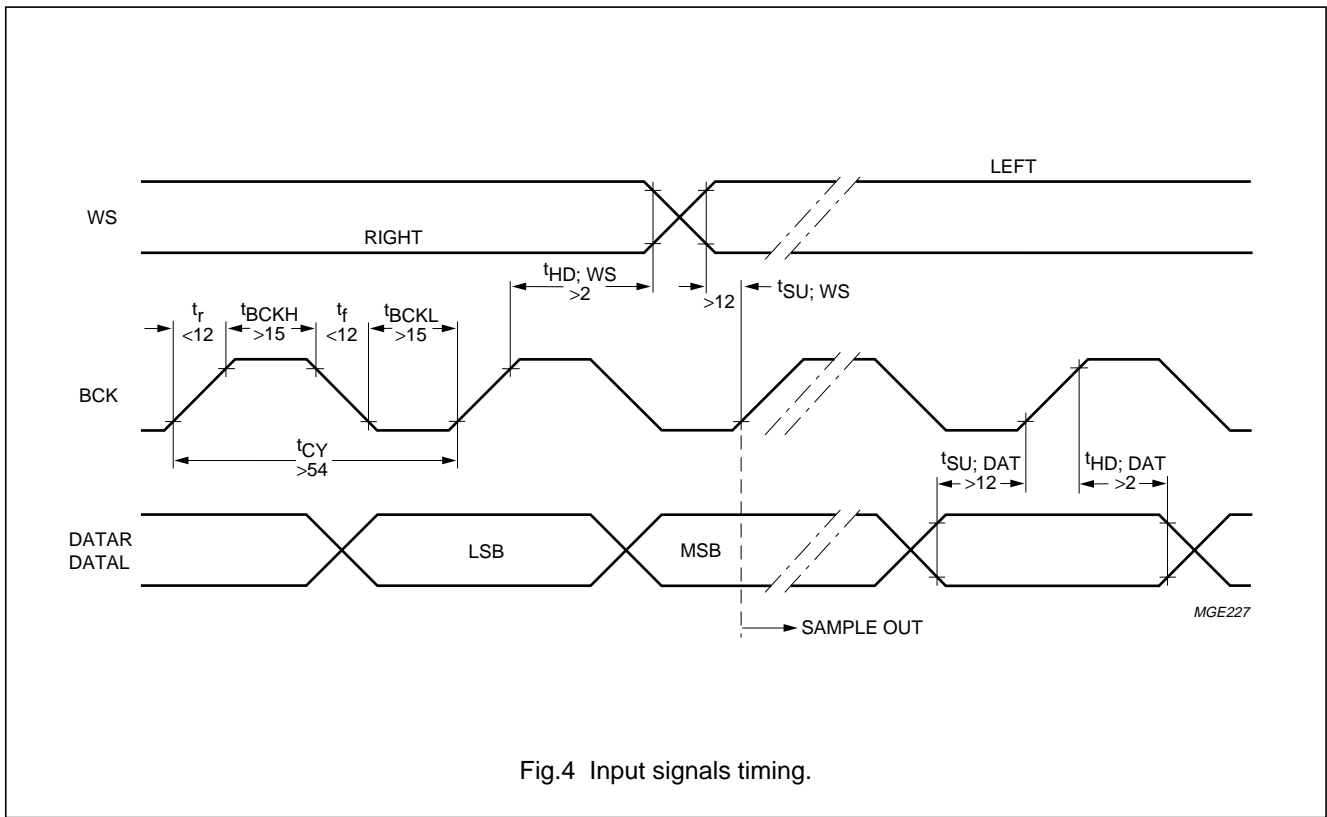 LEFT
WS
RIGHT
tHD; WS
>2
tSU; WS
>12
tr
<12
tBCKH
>15
tf
<12
tBCKL
>15
BCK
tCY
>54
tSU; DAT
>12
tHD; DAT
>2
DATAR
DATAL
LSB
MSB
MGE227
SAMPLE OUT
Fig.4 Input signals timing.